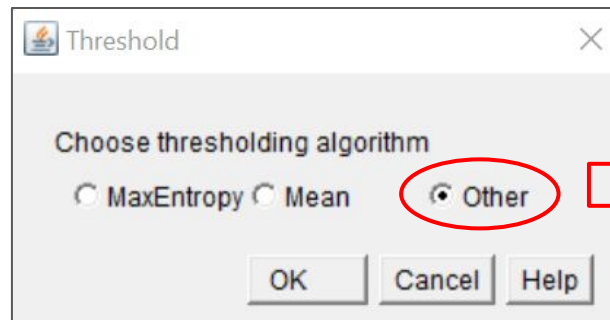 Threshold
Choose thresholding algorithm
MaxEntropy Mean Other
OK Cancel Help